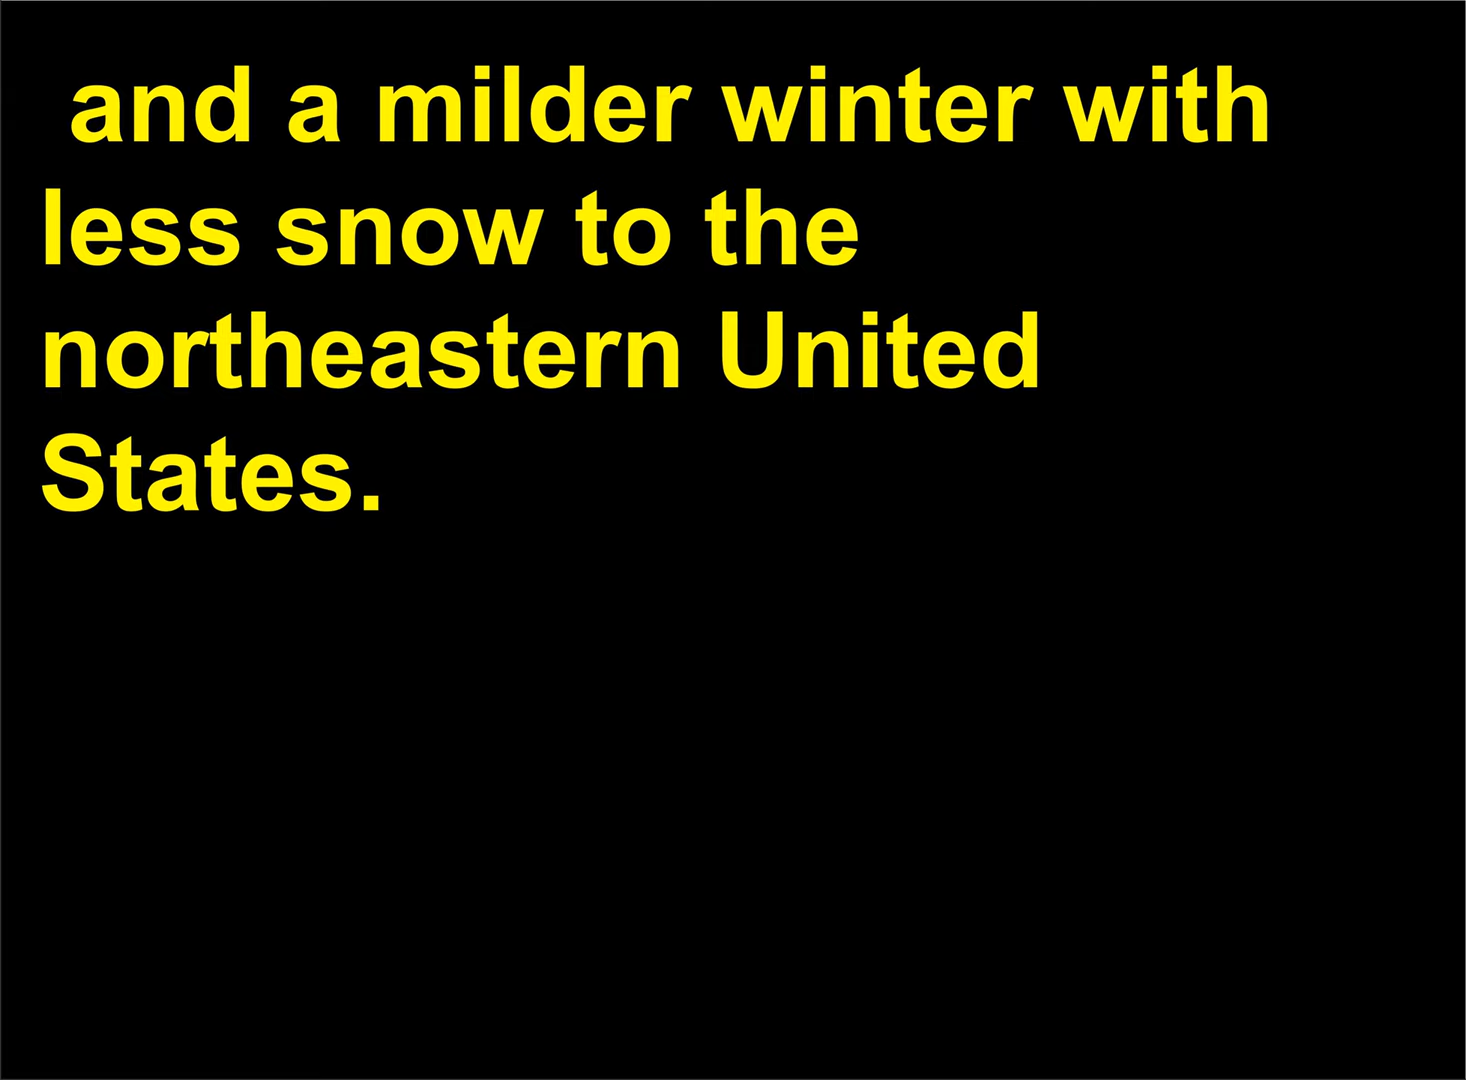 and a milder winter with
less snow to the
northeastern United
States.